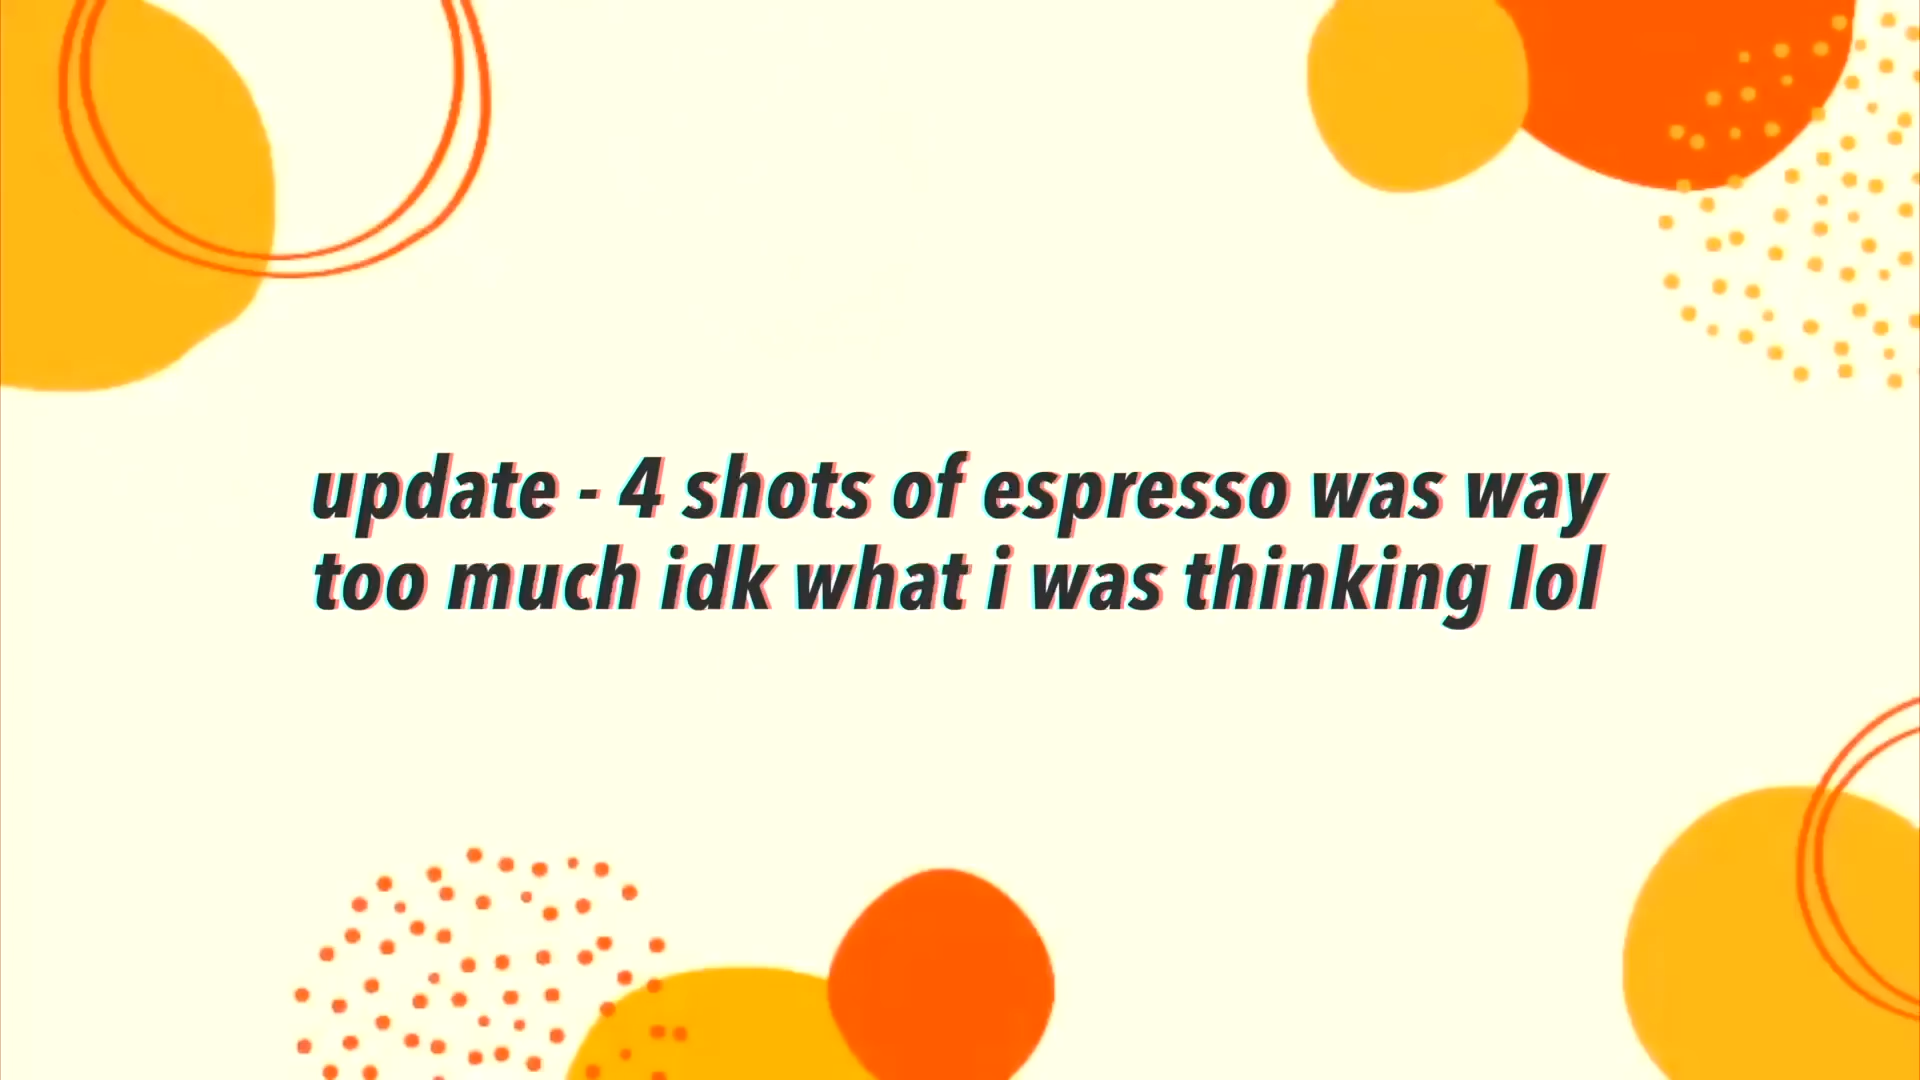 update - 4 shots of espresso was way
too much idk what i was thinking lol